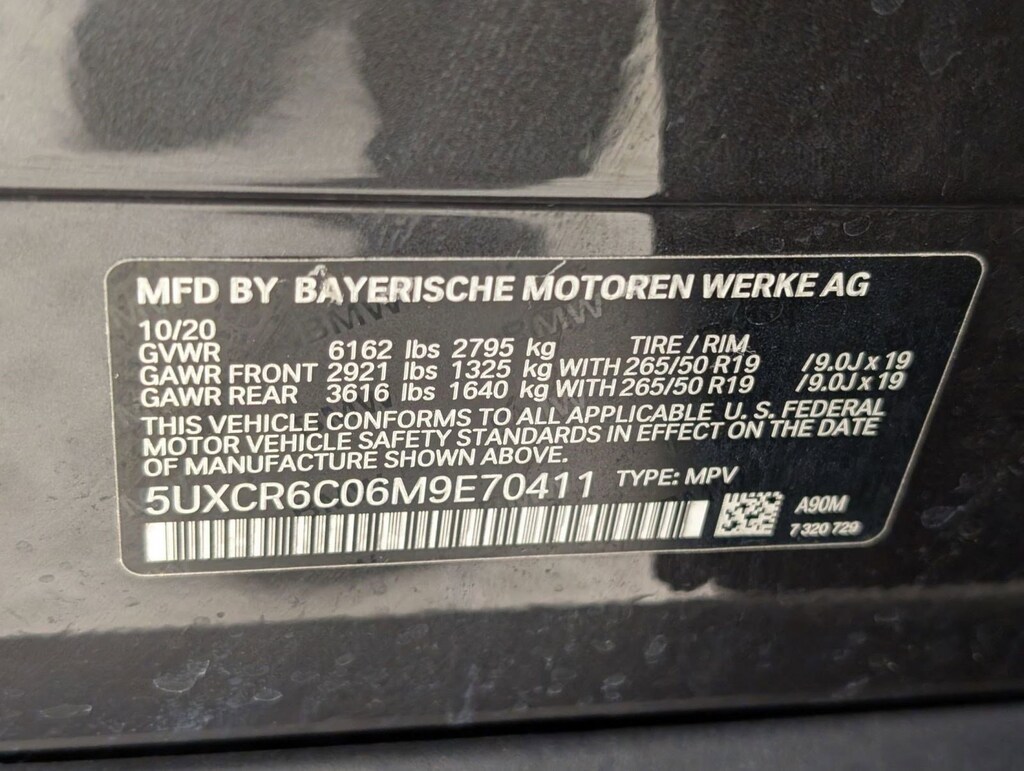 MFD BY BAYERISCHE MOTOREN WERKE AG
10/20 TIRE / RIM
GVWR 6162 lbs 2795 kg
GAWR FRONT 2921 lbs 1325 kg WITH 265/50 R19 /9.0J x 19
GAWR REAR 3616 lbs 1640 kg WITH 265/50 R19 /9.0J x 19
THIS VEHICLE CONFORMS TO ALL APPLICABLE U. S. FEDERAL
MOTOR VEHICLE SAFETY STANDARDS IN EFFECT ON THE DATE
OF MANUFACTURE SHOWN ABOVE.
5UXCR6C06M9E70411 TYPE: MPV
A90M
7 320 729
BMW
BMW